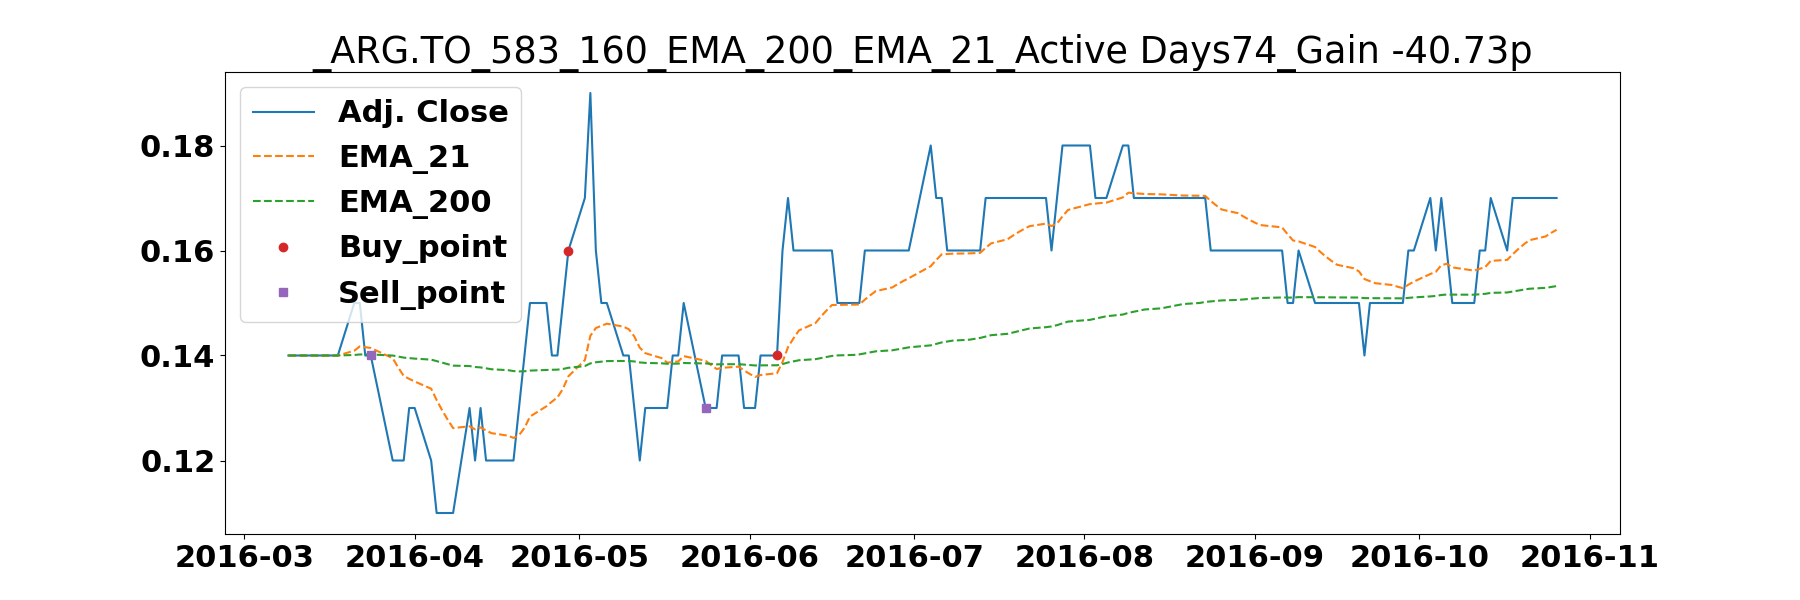 _ARG.TO_583_160_EMA_200_EMA_21_Active Days74_Gain -40.73p
Adj. Close
EMA_21
EMA_200
Buy_point
Sell_point
0.18
0.16
0.14
0.12
2016-03 2016-04 2016-05 2016-06 2016-07 2016-08 2016-09 2016-10 2016-11